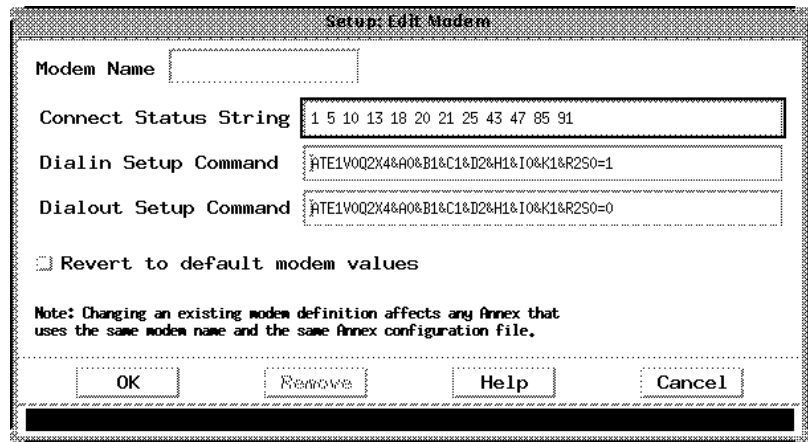 Setup: Edit Modem
Modem Name
Connect Status String 1 5 10 13 18 20 21 25 43 47 85 91
Dialin Setup Command ATE1V0Q2X4&A0&B1&C1&D2&H1&I0&K1&R2S0=1
Dialout Setup Command ATE1V0Q2X4&A0&B1&C1&D2&H1&I0&K1&R2S0=0
Revert to default modem values
Note: Changing an existing modem definition affects any Annex that
uses the same modem name and the same Annex configuration file.
OK Remove Help Cancel